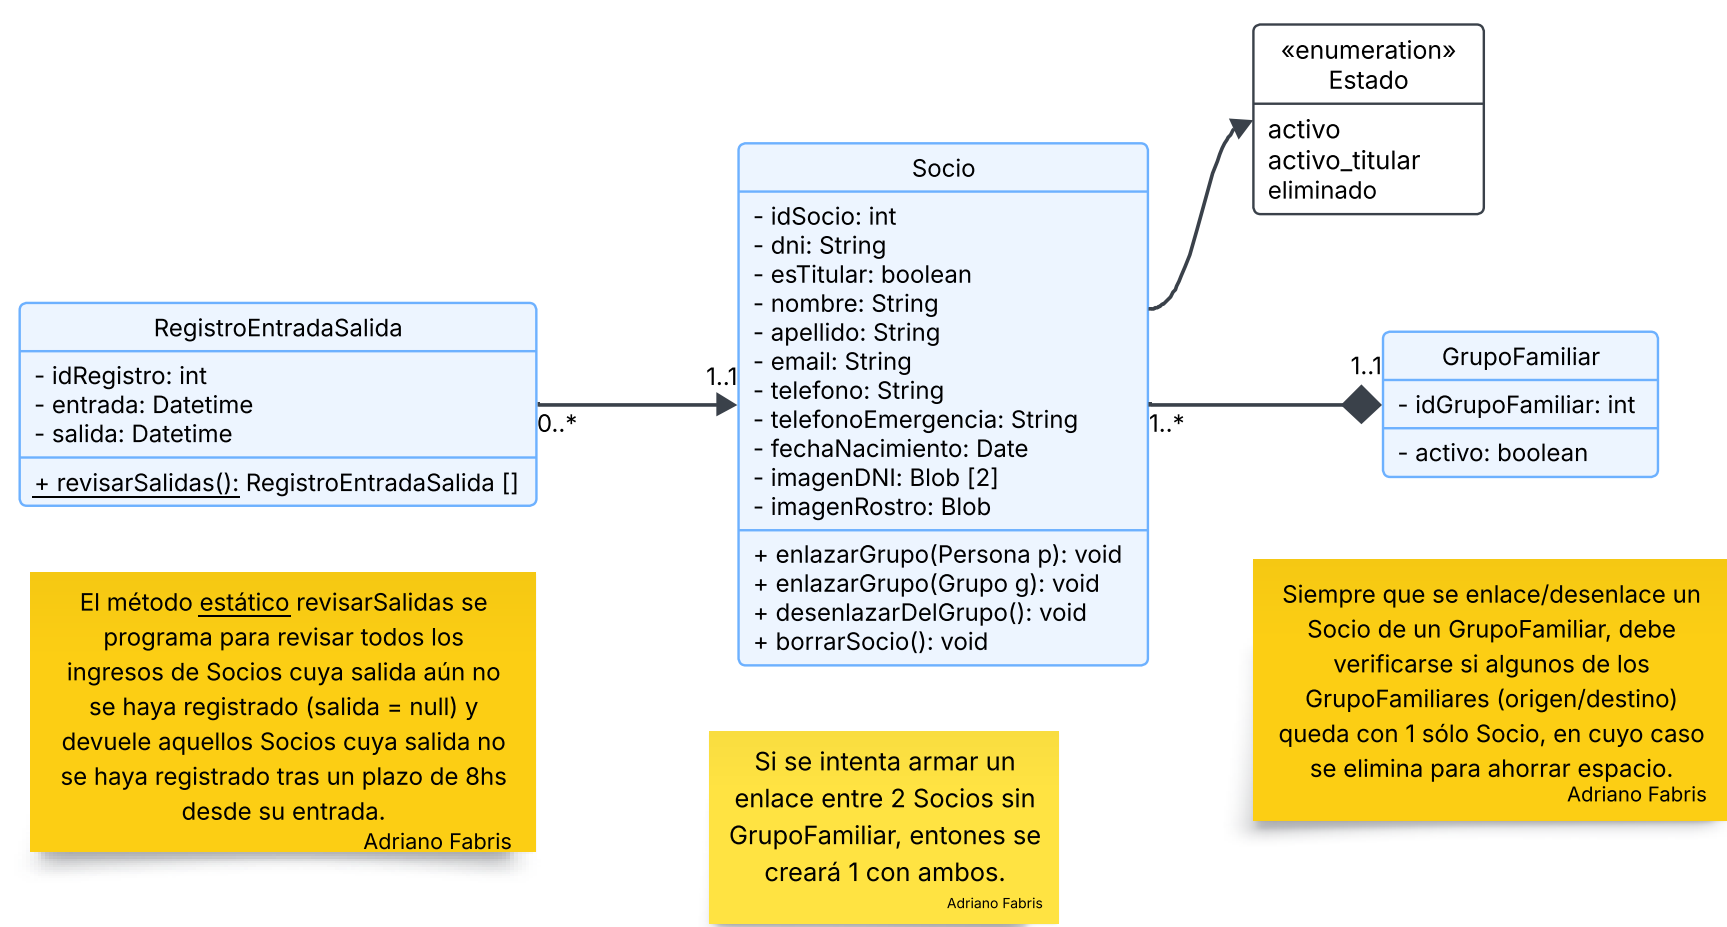 «enumeration»
Estado
activo
activo_titular
eliminado
Socio
- idSocio: int
- dni: String
- esTitular: boolean
- nombre: String
- apellido: String
- email: String
- telefono: String
- telefonoEmergencia: String
- fechaNacimiento: Date
- imagenDNI: Blob [2]
- imagenRostro: Blob
+ enlazarGrupo(Persona p): void
+ enlazarGrupo(Grupo g): void
+ desenlazarDelGrupo(): void
+ borrarSocio(): void
RegistroEntradaSalida
- idRegistro: int
- entrada: Datetime
- salida: Datetime
+ revisarSalidas(): RegistroEntradaSalida []
1..1
0..*
1..1
1..*
GrupoFamiliar
- idGrupoFamiliar: int
- activo: boolean
El método estático revisarSalidas se
programa para revisar todos los
ingresos de Socios cuya salida aún no
se haya registrado (salida = null) y
devuele aquellos Socios cuya salida no
se haya registrado tras un plazo de 8hs
desde su entrada.
Adriano Fabris
Si se intenta armar un
enlace entre 2 Socios sin
GrupoFamiliar, entones se
creará 1 con ambos.
Adriano Fabris
Siempre que se enlace/desenlace un
Socio de un GrupoFamiliar, debe
verificarse si algunos de los
GrupoFamiliares (origen/destino)
queda con 1 sólo Socio, en cuyo caso
se elimina para ahorrar espacio.
Adriano Fabris